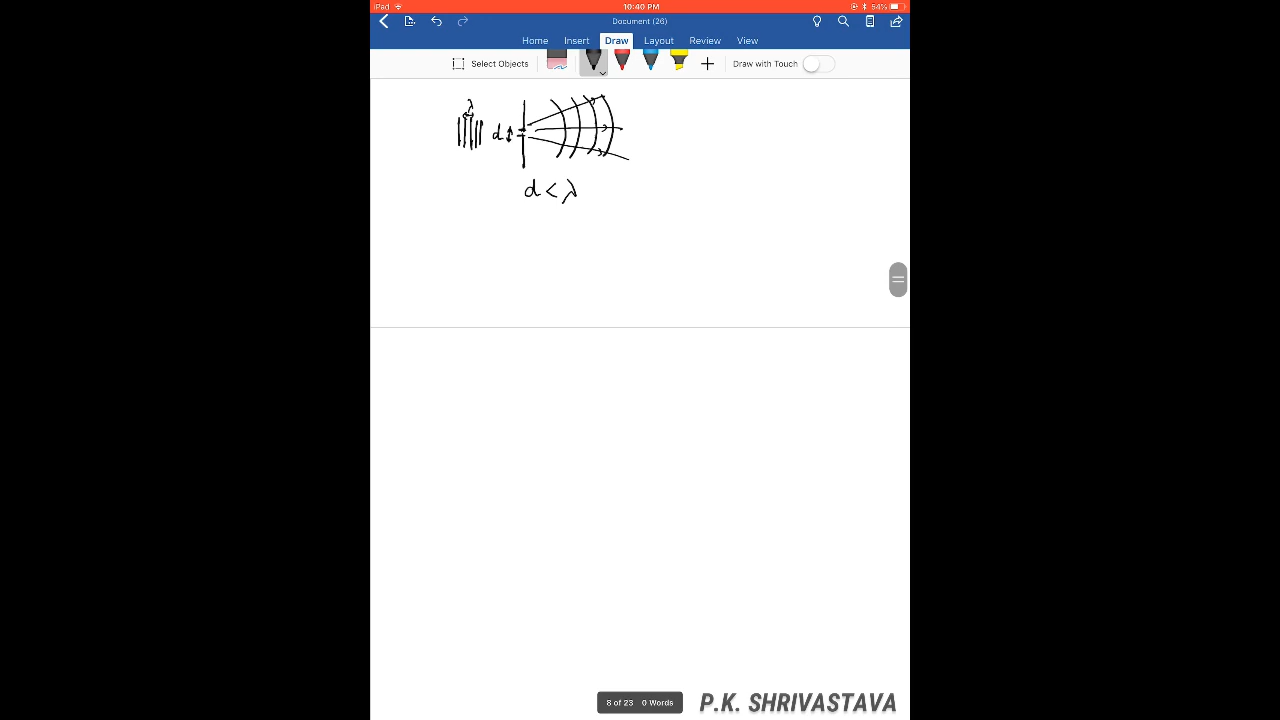 iPad 10:40 PM 54%
Document (26)
Home Insert Draw Layout Review View
Select Objects Draw with Touch
λ
d
d < λ
8 of 23 0 Words
P.K. SHRIVASTAVA